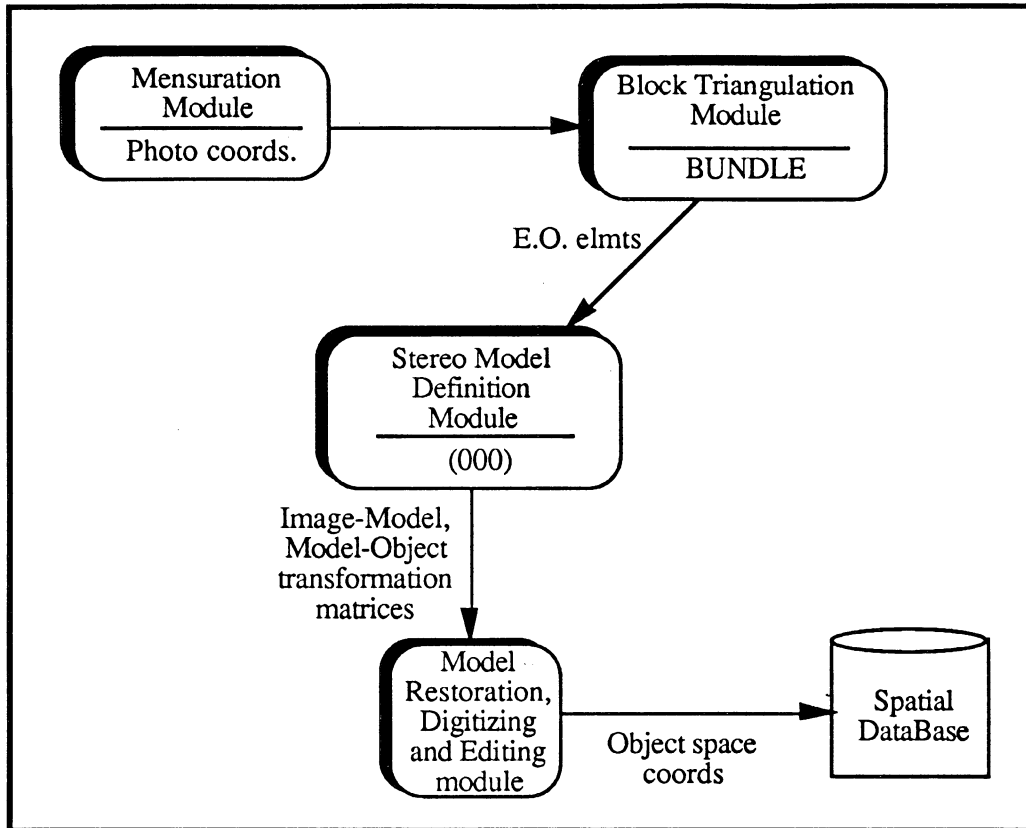 Mensuration
Module
Photo coords.
Block Triangulation
Module
BUNDLE
E.O. elmts
Stereo Model
Definition
Module
(000)
Image-Model,
Model-Object
transformation
matrices
Model
Restoration,
Digitizing
and Editing
module
Object space
coords
Spatial
DataBase